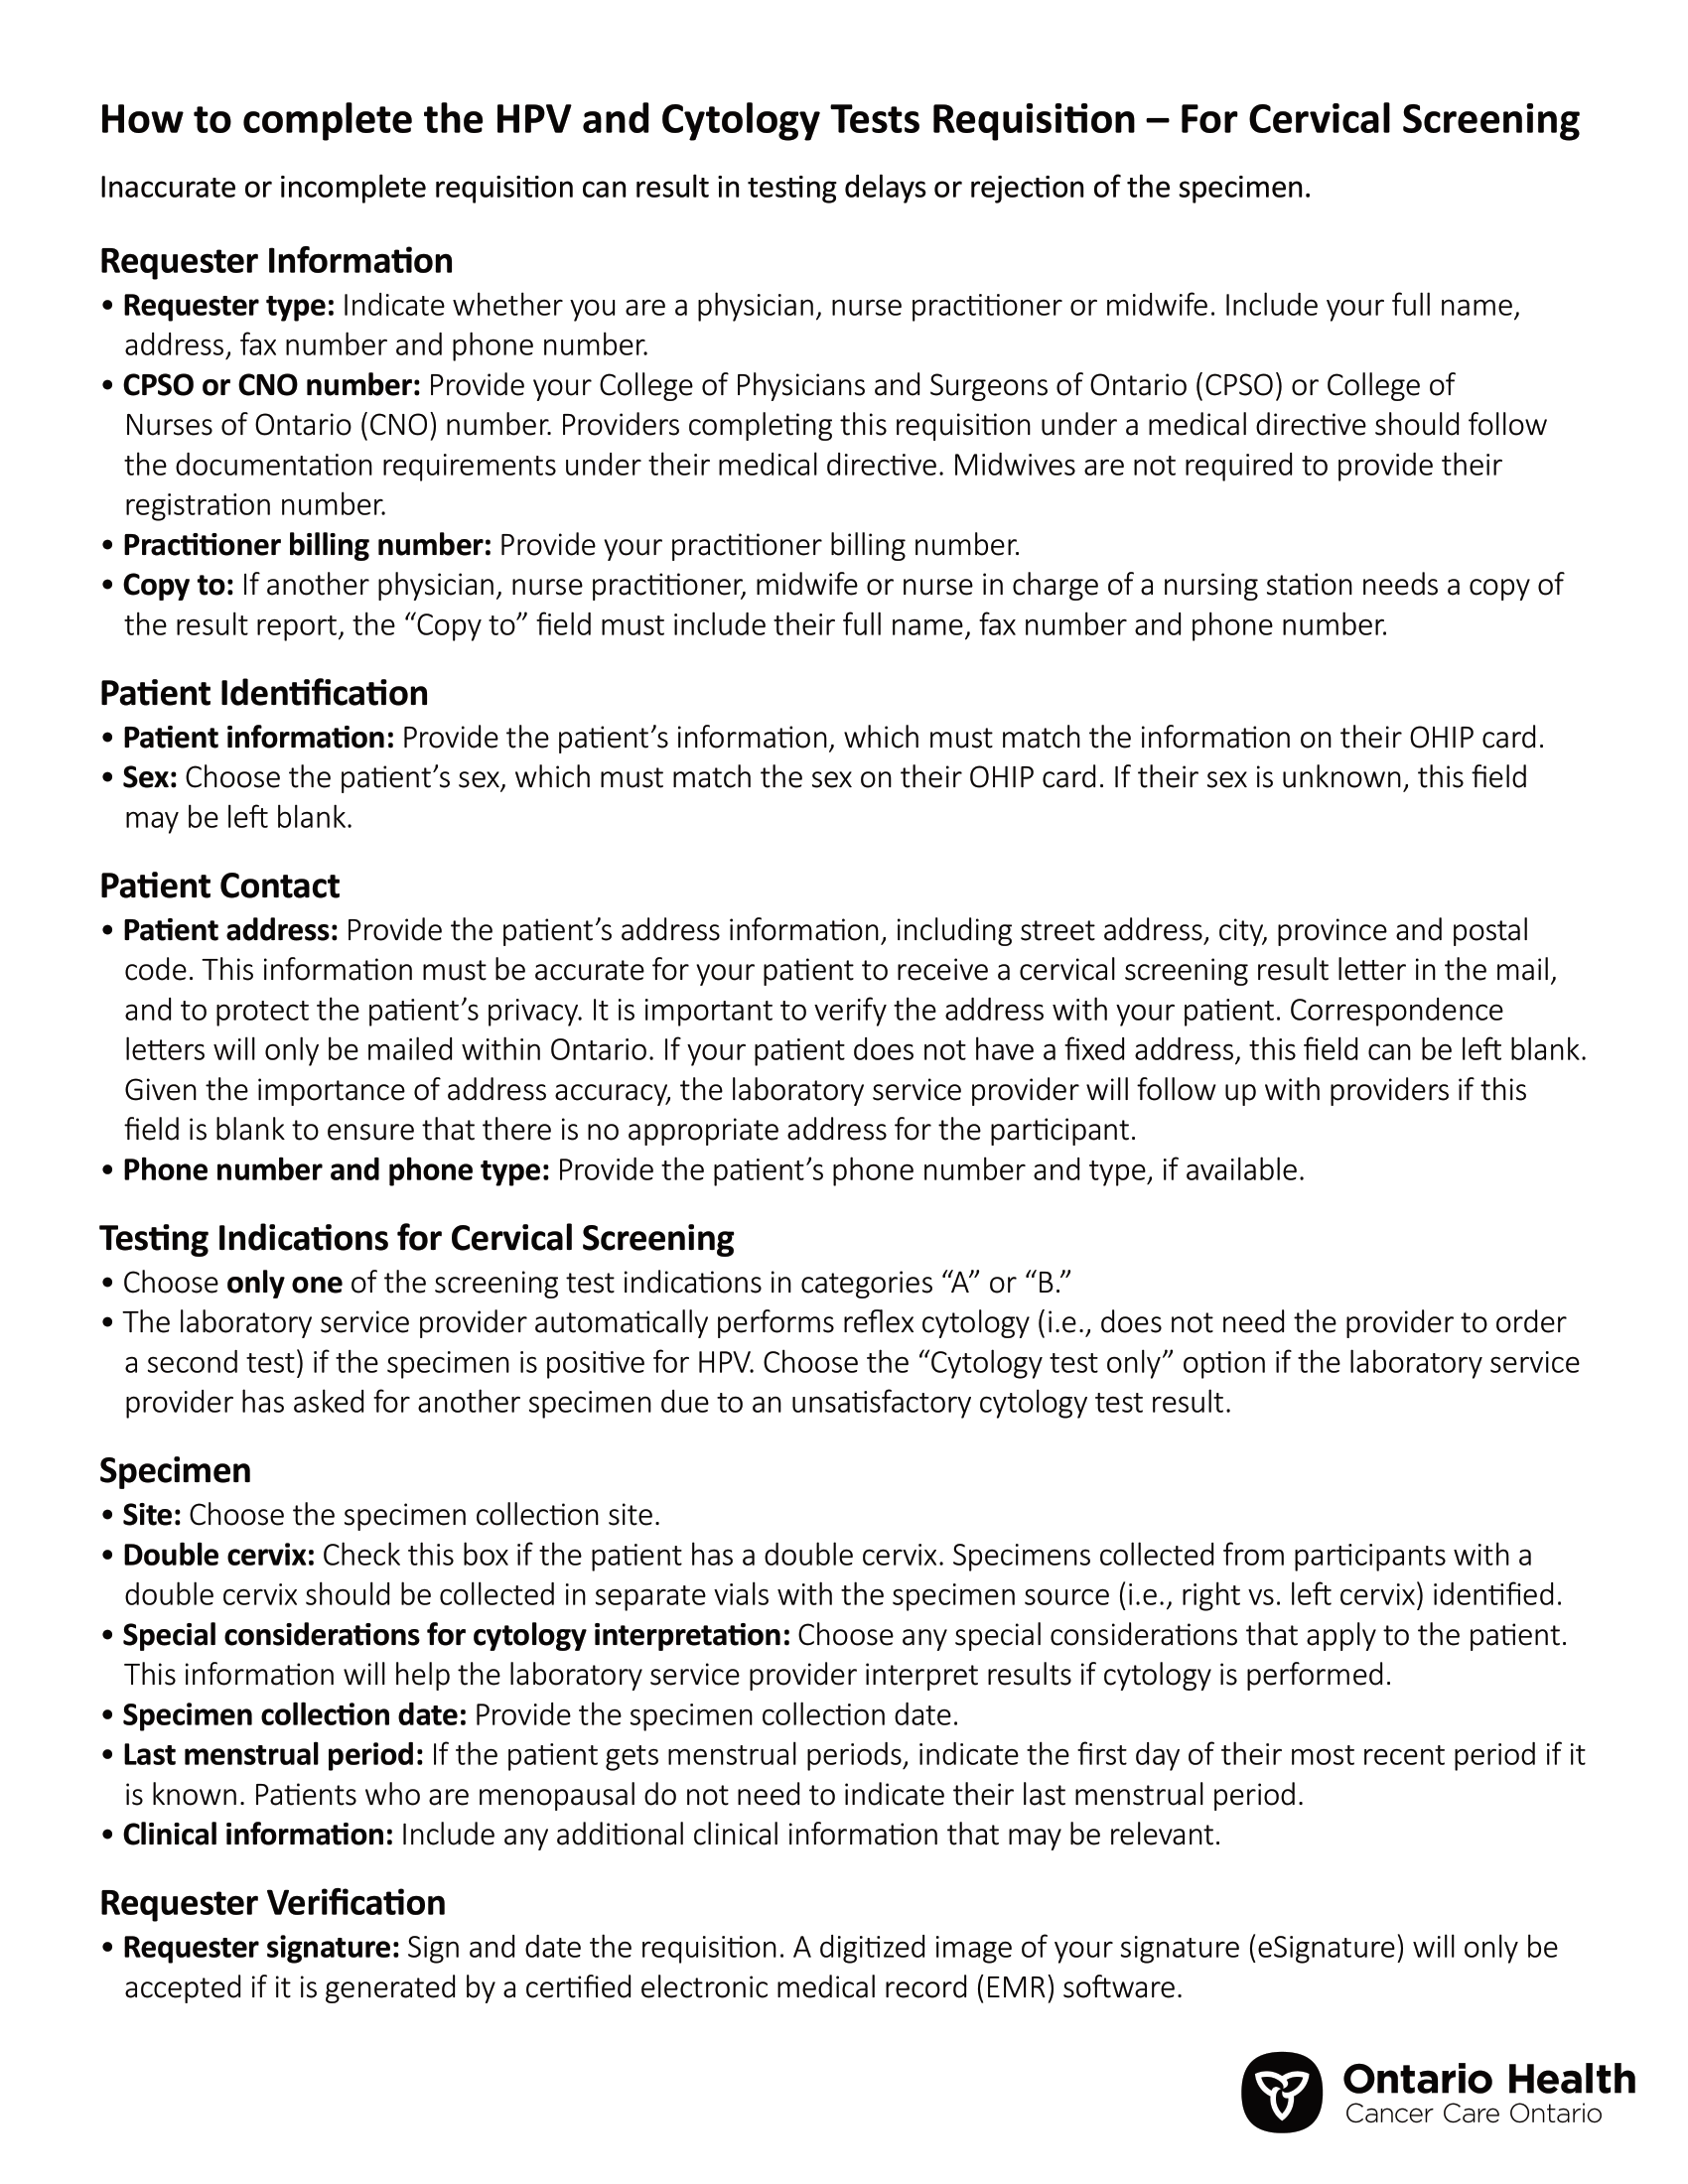 How to complete the HPV and Cytology Tests Requisition – For Cervical Screening
Inaccurate or incomplete requisition can result in testing delays or rejection of the specimen.
Requester Information
• Requester type: Indicate whether you are a physician, nurse practitioner or midwife. Include your full name,
address, fax number and phone number.
• CPSO or CNO number: Provide your College of Physicians and Surgeons of Ontario (CPSO) or College of
Nurses of Ontario (CNO) number. Providers completing this requisition under a medical directive should follow
the documentation requirements under their medical directive. Midwives are not required to provide their
registration number.
• Practitioner billing number: Provide your practitioner billing number.
• Copy to: If another physician, nurse practitioner, midwife or nurse in charge of a nursing station needs a copy of
the result report, the “Copy to” field must include their full name, fax number and phone number.
Patient Identification
• Patient information: Provide the patient’s information, which must match the information on their OHIP card.
• Sex: Choose the patient’s sex, which must match the sex on their OHIP card. If their sex is unknown, this field
may be left blank.
Patient Contact
• Patient address: Provide the patient’s address information, including street address, city, province and postal
code. This information must be accurate for your patient to receive a cervical screening result letter in the mail,
and to protect the patient’s privacy. It is important to verify the address with your patient. Correspondence
letters will only be mailed within Ontario. If your patient does not have a fixed address, this field can be left blank.
Given the importance of address accuracy, the laboratory service provider will follow up with providers if this
field is blank to ensure that there is no appropriate address for the participant.
• Phone number and phone type: Provide the patient’s phone number and type, if available.
Testing Indications for Cervical Screening
• Choose only one of the screening test indications in categories “A” or “B.”
• The laboratory service provider automatically performs reflex cytology (i.e., does not need the provider to order
a second test) if the specimen is positive for HPV. Choose the “Cytology test only” option if the laboratory service
provider has asked for another specimen due to an unsatisfactory cytology test result.
Specimen
• Site: Choose the specimen collection site.
• Double cervix: Check this box if the patient has a double cervix. Specimens collected from participants with a
double cervix should be collected in separate vials with the specimen source (i.e., right vs. left cervix) identified.
• Special considerations for cytology interpretation: Choose any special considerations that apply to the patient.
This information will help the laboratory service provider interpret results if cytology is performed.
• Specimen collection date: Provide the specimen collection date.
• Last menstrual period: If the patient gets menstrual periods, indicate the first day of their most recent period if it
is known. Patients who are menopausal do not need to indicate their last menstrual period.
• Clinical information: Include any additional clinical information that may be relevant.
Requester Verification
• Requester signature: Sign and date the requisition. A digitized image of your signature (eSignature) will only be
accepted if it is generated by a certified electronic medical record (EMR) software.
Ontario Health
Cancer Care Ontario